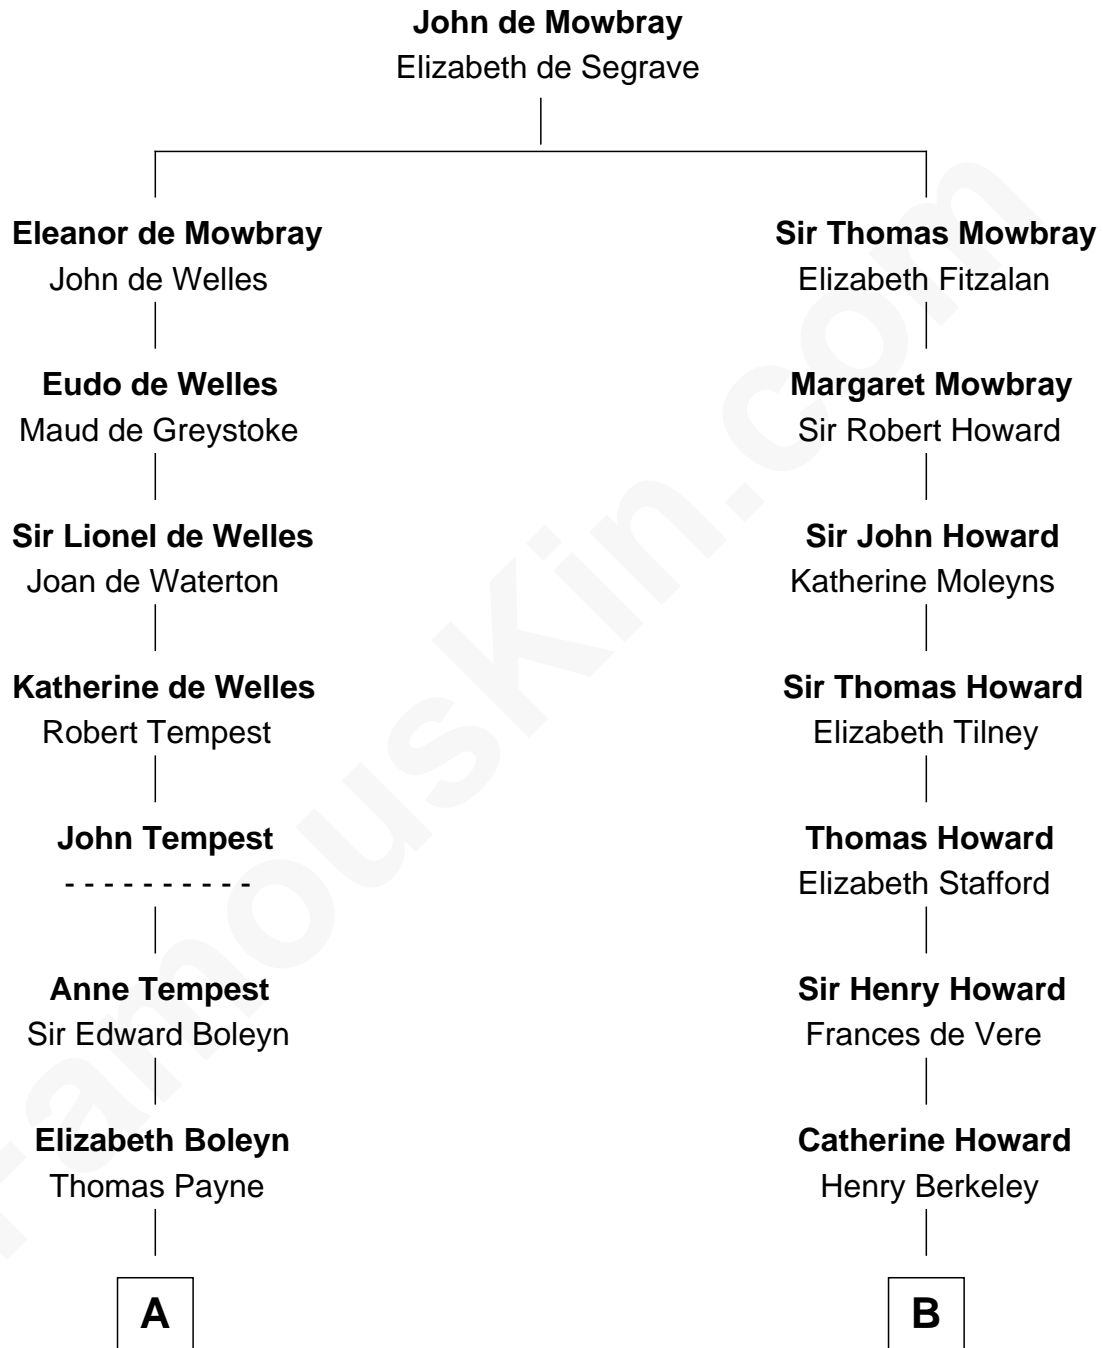 John de Mowbray
Elizabeth de Segrave
Eleanor de Mowbray
John de Welles
Sir Thomas Mowbray
Elizabeth Fitzalan
Eudo de Welles
Maud de Greystoke
Margaret Mowbray
Sir Robert Howard
Sir Lionel de Welles
Joan de Waterton
Sir John Howard
Katherine Moleyns
Katherine de Welles
Robert Tempest
Sir Thomas Howard
Elizabeth Tilney
John Tempest
- - - - - - - - - -
Thomas Howard
Elizabeth Stafford
Anne Tempest
Sir Edward Boleyn
Sir Henry Howard
Frances de Vere
Elizabeth Boleyn
Thomas Payne
Catherine Howard
Henry Berkeley
A
B
FamousKin.com